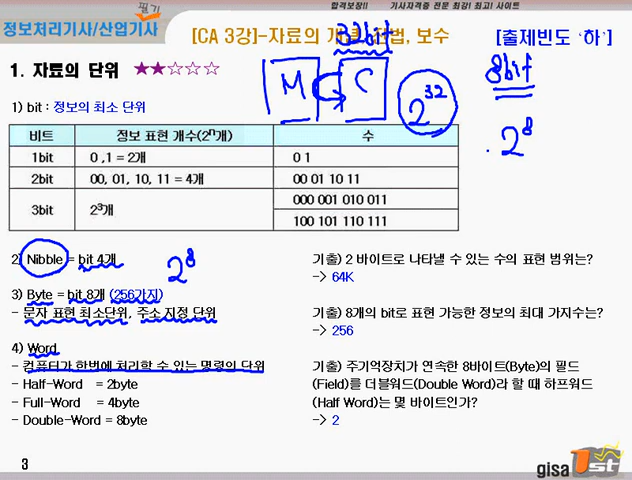 합격보장!! 기사자격증 전문 최강! 최고! 사이트
필기
정보처리기사/산업기사
[CA 3강]-자료의 개념, 진법, 보수
[출제빈도 '하']
32bit
8bit
M C
2³²
2⁸
1. 자료의 단위 ★★☆☆☆
1) bit : 정보의 최소 단위
비트 정보 표현 개수(2ⁿ개) 수
1bit 0 ,1 = 2개 0 1
2bit 00, 01, 10, 11 = 4개 00 01 10 11
3bit 2³개 000 001 010 011
100 101 110 111
2) Nibble = bit 4개
2⁸
3) Byte = bit 8개 (256가지)
- 문자 표현 최소단위, 주소 지정 단위
4) Word
- 컴퓨터가 한번에 처리할 수 있는 명령의 단위
- Half-Word = 2byte
- Full-Word = 4byte
- Double-Word = 8byte
기출) 2 바이트로 나타낼 수 있는 수의 표현 범위는?
-> 64K
기출) 8개의 bit로 표현 가능한 정보의 최대 가지수는?
-> 256
기출) 주기억장치가 연속한 8바이트(Byte)의 필드
(Field)를 더블워드(Double Word)라 할 때 하프워드
(Half Word)는 몇 바이트인가?
-> 2
3
gisa 1st